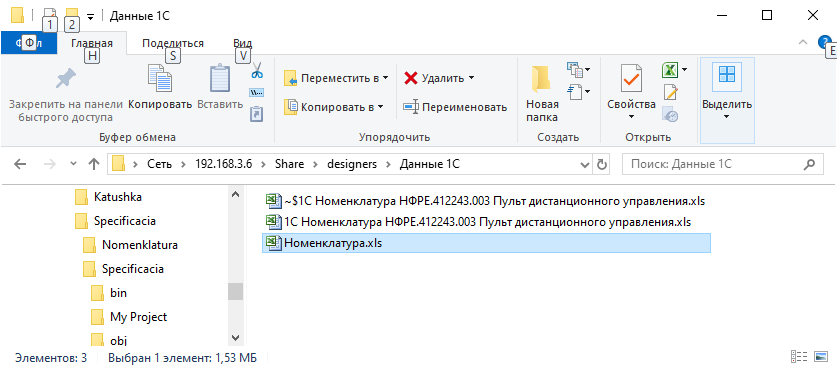 1 2 Данные 1С
Ф Главная Поделиться Вид
Н S V E
Закрепить на панели быстрого доступа
Копировать
Вставить
Переместить в
Копировать в
Удалить
Переименовать
Новая папка
Свойства
Выделить
Буфер обмена Упорядочить Создать Открыть
Сеть > 192.168.3.6 > Share > designers > Данные 1С
Поиск: Данные 1С
Katushka
Specificacia
Nomenklatura
Specificacia
bin
My Project
obj
~$1С Номенклатура НФРЕ.412243.003 Пульт дистанционного управления.xls
1С Номенклатура НФРЕ.412243.003 Пульт дистанционного управления.xls
Номенклатура.xls
Элементов: 3 Выбран 1 элемент: 1,53 МБ